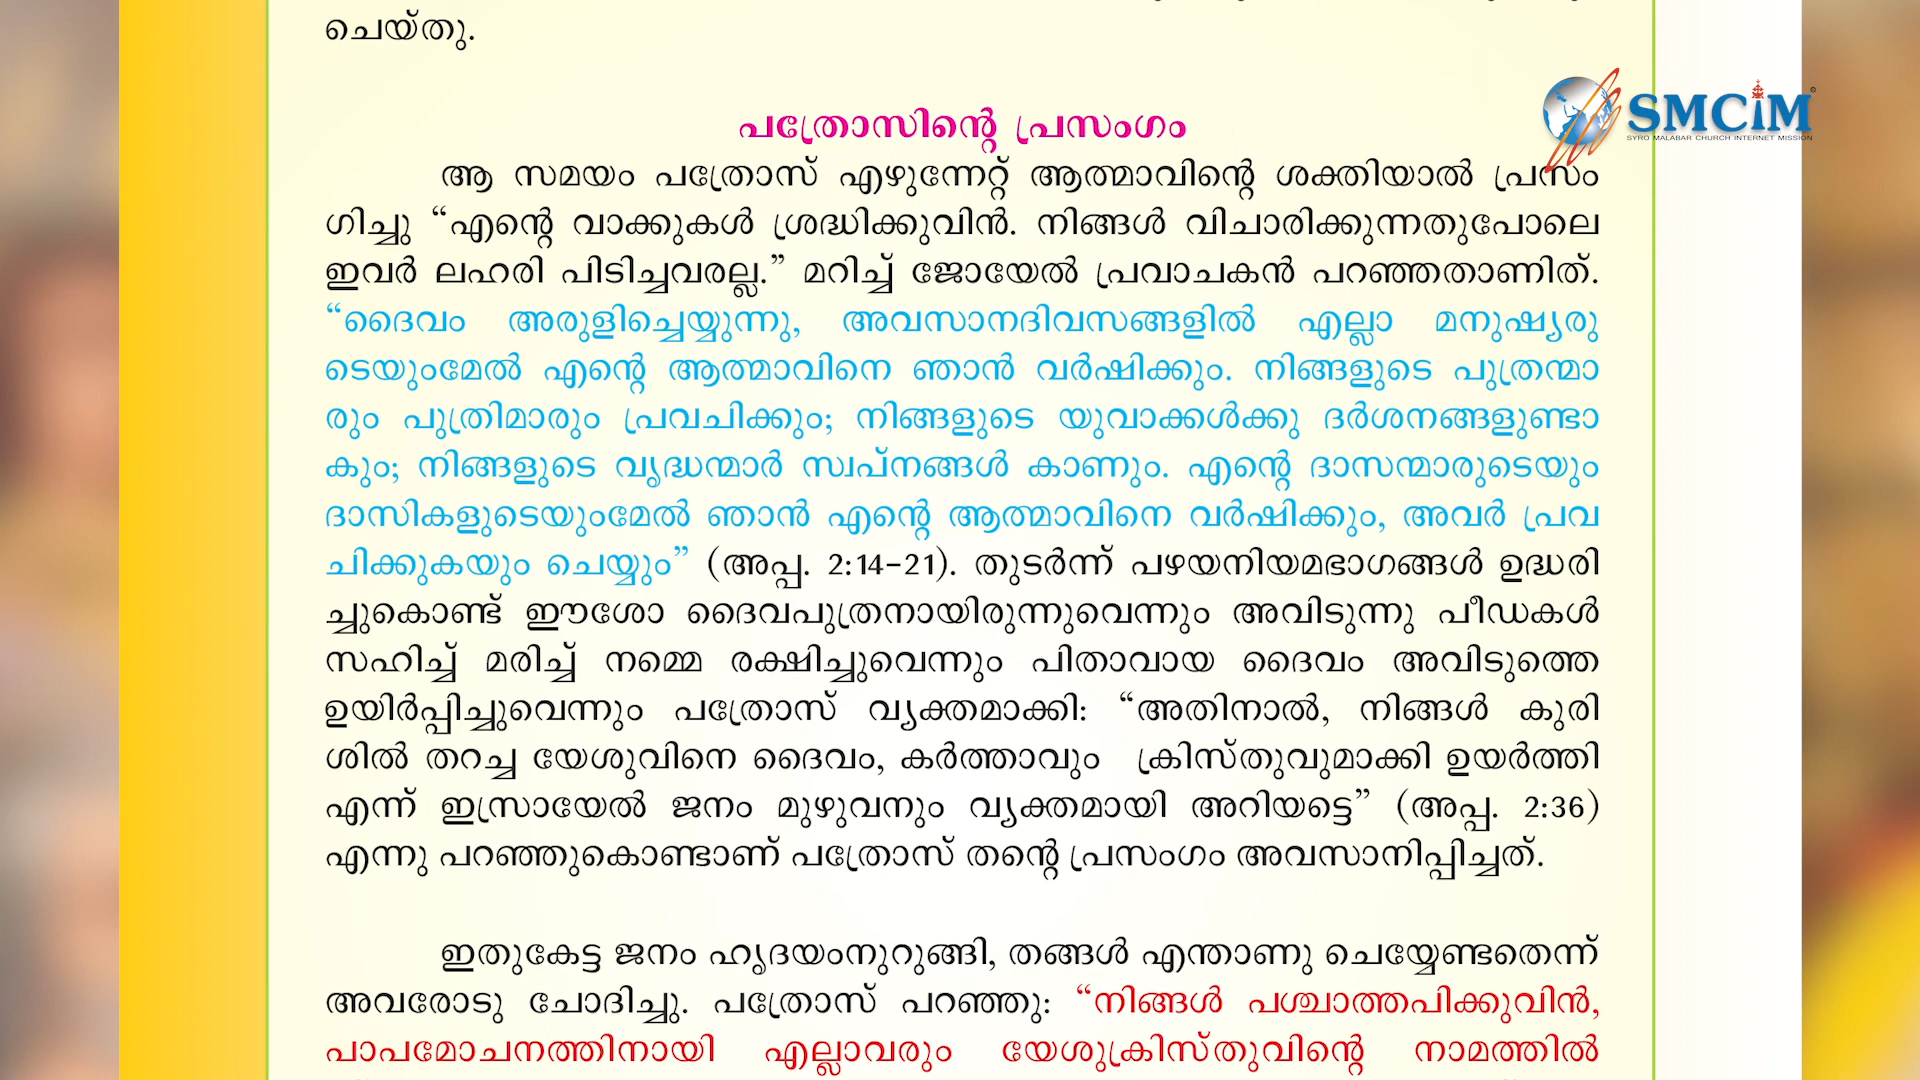 ചെയ്തു.
SMCIM
SYRO MALABAR CHURCH INTERNET MISSION
പത്രോസിന്റെ പ്രസംഗം
ആ സമയം പത്രോസ് എഴുന്നേറ്റ് ആത്മാവിന്റെ ശക്തിയാൽ പ്രസം
ഗിച്ചു “എന്റെ വാക്കുകൾ ശ്രദ്ധിക്കുവിൻ. നിങ്ങൾ വിചാരിക്കുന്നതുപോലെ
ഇവർ ലഹരി പിടിച്ചവരല്ല.” മറിച്ച് ജോയേൽ പ്രവാചകൻ പറഞ്ഞതാണിത്.
“ദൈവം അരുളിച്ചെയ്യുന്നു, അവസാനദിവസങ്ങളിൽ എല്ലാ മനുഷ്യരു
ടെയുംമേൽ എന്റെ ആത്മാവിനെ ഞാൻ വർഷിക്കും. നിങ്ങളുടെ പുത്രന്മാ
രും പുത്രിമാരും പ്രവചിക്കും; നിങ്ങളുടെ യുവാക്കൾക്കു ദർശനങ്ങളുണ്ടാ
കും; നിങ്ങളുടെ വൃദ്ധന്മാർ സ്വപ്നങ്ങൾ കാണും. എന്റെ ദാസന്മാരുടെയും
ദാസികളുടെയുംമേൽ ഞാൻ എന്റെ ആത്മാവിനെ വർഷിക്കും, അവർ പ്രവ
ചിക്കുകയും ചെയ്യും” (അപ്പ. 2:14-21). തുടർന്ന് പഴയനിയമഭാഗങ്ങൾ ഉദ്ധരി
ച്ചുകൊണ്ട് ഈശോ ദൈവപുത്രനായിരുന്നുവെന്നും അവിടുന്നു പീഡകൾ
സഹിച്ച് മരിച്ച് നമ്മെ രക്ഷിച്ചുവെന്നും പിതാവായ ദൈവം അവിടുത്തെ
ഉയിർപ്പിച്ചുവെന്നും പത്രോസ് വ്യക്തമാക്കി: “അതിനാൽ, നിങ്ങൾ കുരി
ശിൽ തറച്ച യേശുവിനെ ദൈവം, കർത്താവും ക്രിസ്തുവുമാക്കി ഉയർത്തി
എന്ന് ഇസ്രായേൽ ജനം മുഴുവനും വ്യക്തമായി അറിയട്ടെ” (അപ്പ. 2:36)
എന്നു പറഞ്ഞുകൊണ്ടാണ് പത്രോസ് തന്റെ പ്രസംഗം അവസാനിപ്പിച്ചത്.
ഇതുകേട്ട ജനം ഹൃദയംനുറുങ്ങി, തങ്ങൾ എന്താണു ചെയ്യേണ്ടതെന്ന്
അവരോടു ചോദിച്ചു. പത്രോസ് പറഞ്ഞു: “നിങ്ങൾ പശ്ചാത്തപിക്കുവിൻ,
പാപമോചനത്തിനായി എല്ലാവരും യേശുക്രിസ്തുവിന്റെ നാമത്തിൽ